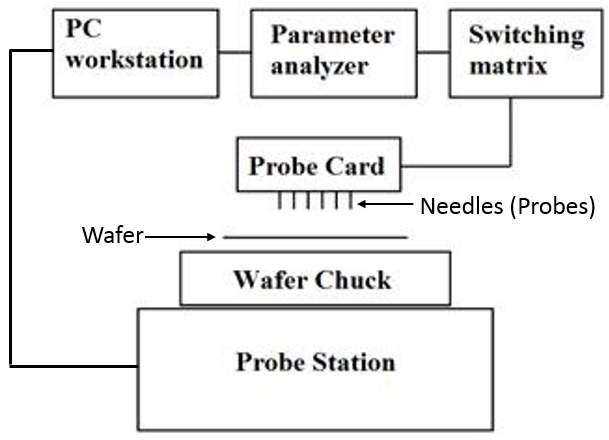 PC
workstation
Parameter
analyzer
Switching
matrix
Probe Card
Needles (Probes)
Wafer
Wafer Chuck
Probe Station